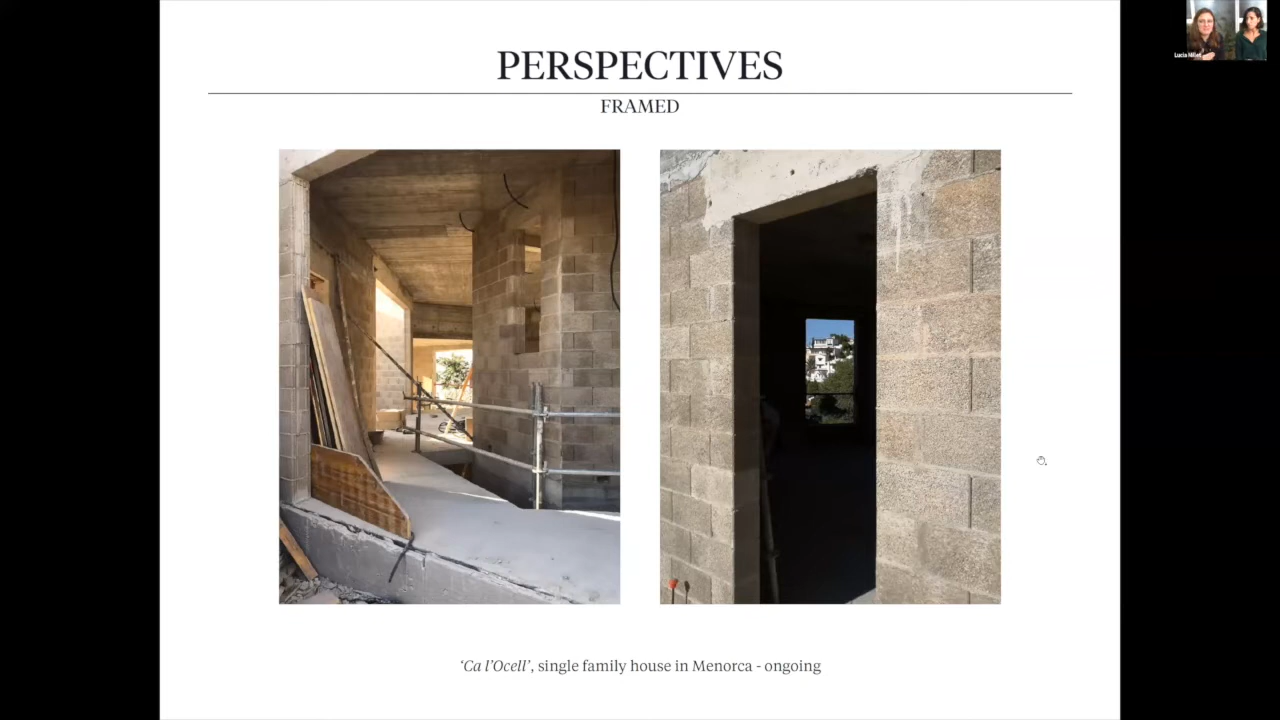 PERSPECTIVES
FRAMED
‘Ca l’Ocell’, single family house in Menorca - ongoing